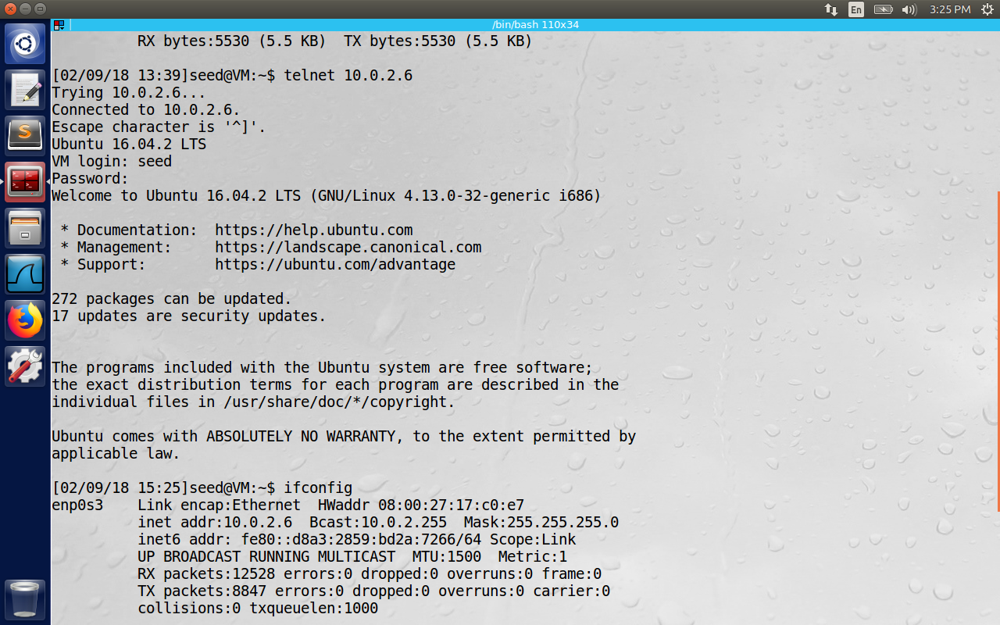 En
3:25 PM
/bin/bash 110x34
RX bytes:5530 (5.5 KB)  TX bytes:5530 (5.5 KB)
[02/09/18 13:39]seed@VM:~$ telnet 10.0.2.6
Trying 10.0.2.6...
Connected to 10.0.2.6.
Escape character is '^]'.
Ubuntu 16.04.2 LTS
VM login: seed
Password:
Welcome to Ubuntu 16.04.2 LTS (GNU/Linux 4.13.0-32-generic i686)
* Documentation:  https://help.ubuntu.com
* Management:     https://landscape.canonical.com
* Support:        https://ubuntu.com/advantage
272 packages can be updated.
17 updates are security updates.
The programs included with the Ubuntu system are free software;
the exact distribution terms for each program are described in the
individual files in /usr/share/doc/*/copyright.
Ubuntu comes with ABSOLUTELY NO WARRANTY, to the extent permitted by
applicable law.
[02/09/18 15:25]seed@VM:~$ ifconfig
enp0s3    Link encap:Ethernet  HWaddr 08:00:27:17:c0:e7
inet addr:10.0.2.6  Bcast:10.0.2.255  Mask:255.255.255.0
inet6 addr: fe80::d8a3:2859:bd2a:7266/64 Scope:Link
UP BROADCAST RUNNING MULTICAST  MTU:1500  Metric:1
RX packets:12528 errors:0 dropped:0 overruns:0 frame:0
TX packets:8847 errors:0 dropped:0 overruns:0 carrier:0
collisions:0 txqueuelen:1000